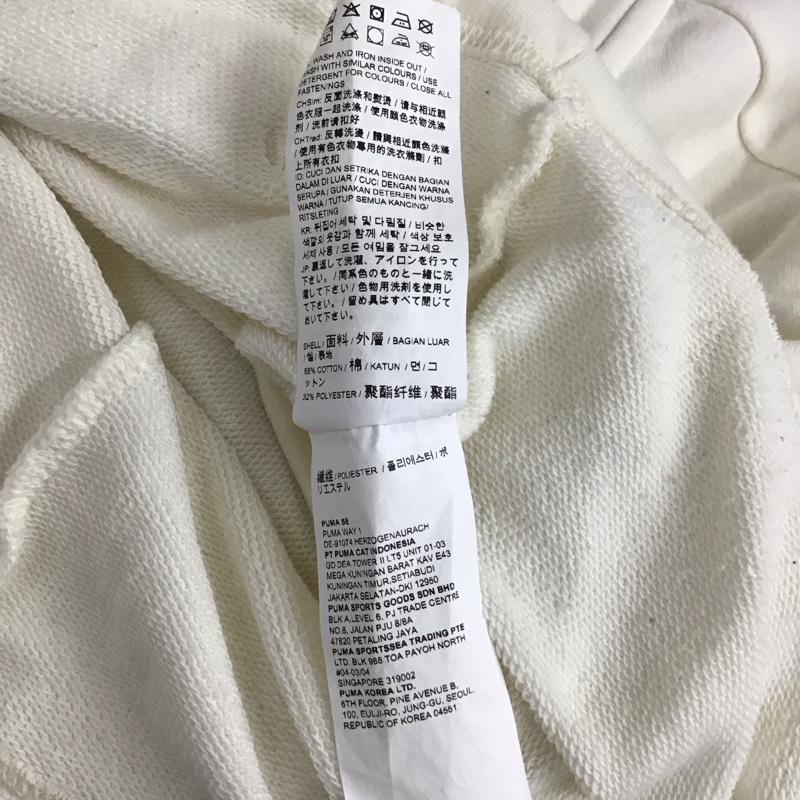 WASH AND IRON INSIDE OUT /
WASH WITH SIMILAR COLOURS / USE
DETERGENT FOR COLOURS / CLOSE ALL
FASTENINGS
CHSim: 反面洗涤和熨烫 / 请与相近颜
色衣服一起洗涤 / 使用颜色衣物洗涤
剂 / 洗前请扣好
CHTrad: 反轉洗燙 / 請與相近顏色洗滌
/ 使用有色衣物專用的洗衣滌劑 / 扣
上所有衣扣
ID: CUCI DAN SETRIKA DENGAN BAGIAN
DALAM DI LUAR / CUCI DENGAN WARNA
SERUPA / GUNAKAN DETERJEN KHUSUS
WARNA / TUTUP SEMUA KANCING/
RITSLETING
KR: 뒤집어 세탁 및 다림질 / 비슷한
색깔의 옷감과 함께 세탁 / 색상 보호
세제 사용 / 모든 여밈을 잠그세요
JP: 裏返して洗濯、アイロンを行って
下さい。/ 同系色のものと一緒に洗
濯して下さい / 色物用洗剤を使用し
て下さい。/ 留め具はすべて閉じて
おいて下さい。
SHELL / 面料 / 外層 / BAGIAN LUAR
/ 쉘 / 表地
68% COTTON / 棉 / KATUN / 면 / コ
ットン
32% POLYESTER / 聚酯纤维 / 聚酯
纖維 / POLIESTER / 폴리에스터 / ポ
リエステル
PUMA SE
PUMA WAY 1
DE-91074 HERZOGENAURACH
PT PUMA CAT INDONESIA
GD DEA TOWER II LT5 UNIT 01-03
MEGA KUNINGAN BARAT KAV E43
KUNINGAN TIMUR,SETIABUDI
JAKARTA SELATAN-DKI 12950
PUMA SPORTS GOODS SDN BHD
BLK A,LEVEL 6, PJ TRADE CENTRE
NO.8, JALAN PJU 8/8A
47820 PETALING JAYA
PUMA SPORTSSEA TRADING PTE
LTD. BLK 988 TOA PAYOH NORTH
#04-03/04
SINGAPORE 319002
PUMA KOREA LTD.
6TH FLOOR, PINE AVENUE B,
100, EULJI-RO, JUNG-GU, SEOUL,
REPUBLIC OF KOREA 04551